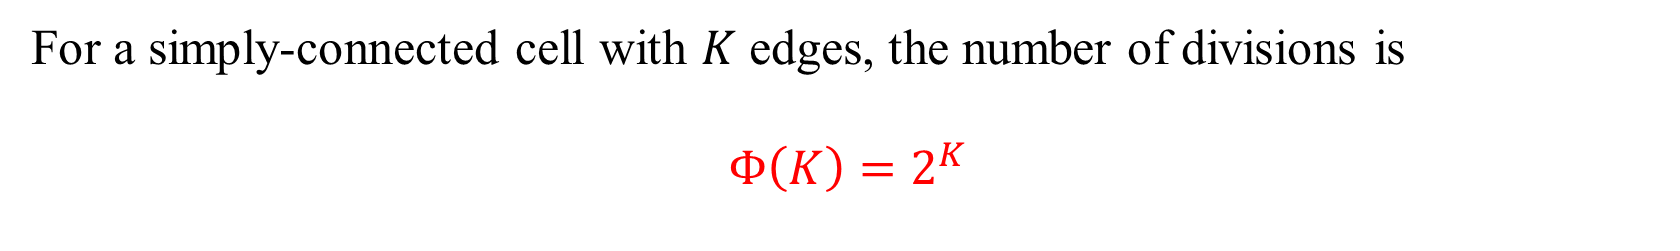 For a simply-connected cell with K edges, the number of divisions is
Φ(K) = 2^K